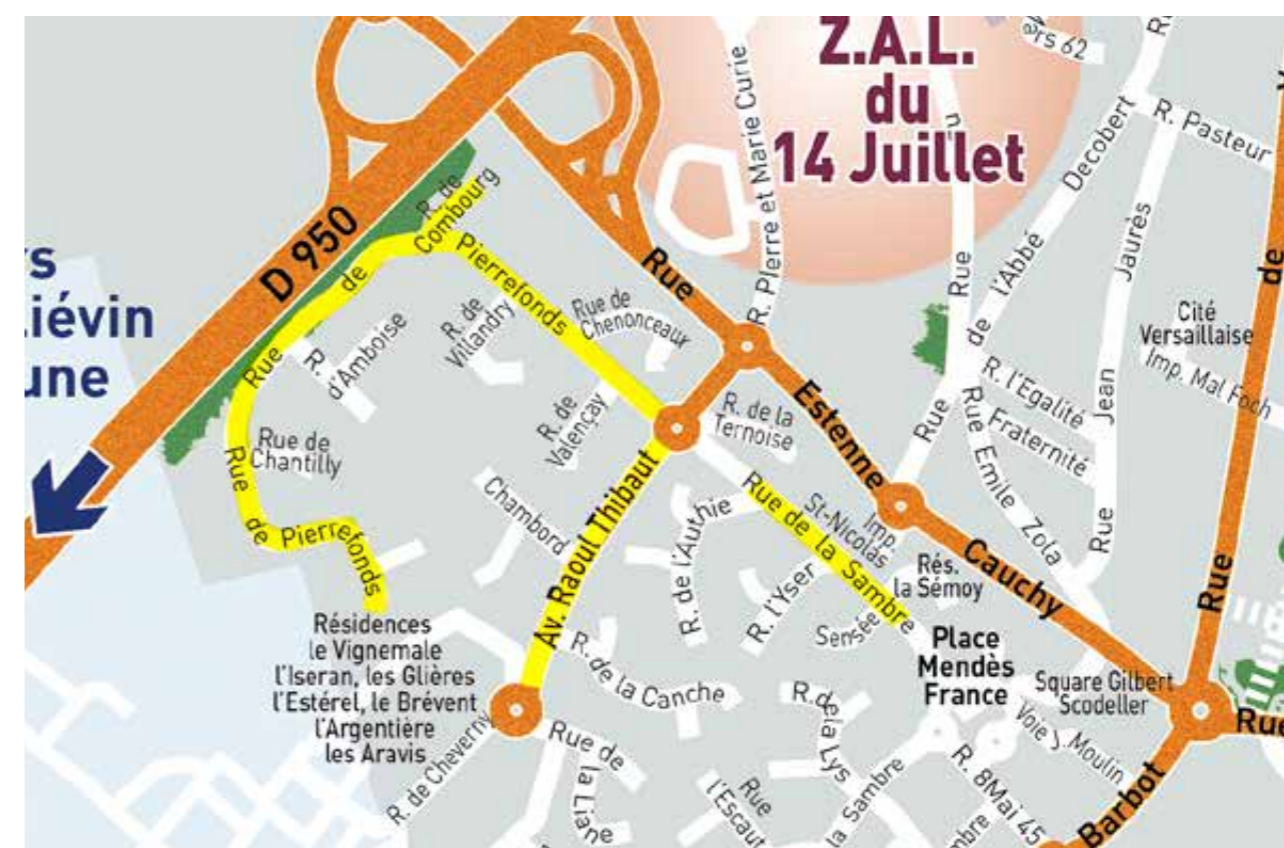 Z.A.L.
du
14 Juillet
ers 62
R. Pasteur
R. Pierre et Marie Curie
Rue de l'Abbé Decobert
Rue Jean Jaurès
Rue
D 950
R. de
Combourg
Rue de Pierrefonds
Rue de Pierrefonds
iévin
une
R.
d'Amboise
R. de
Villandry
Rue de
Chenonceaux
Rue de
Chantilly
R. de
Valençay
R. de la
Ternoise
Rue Estenne Cauchy
Cité
Versaillaise
Imp. Mal Foch
R. l'Egalité
Fraternité
Rue Emile Zola
Rue de
Chambord
Av. Raoul Thibaut
R. de l'Authie
Rue de la Sambre
Imp.
St-Nicolas
R. l'Yser
Sensée
Rés.
la Sémoy
Place
Mendès
France
Square Gilbert
Scodeller
Résidences
le Vignemale
l'Iseran, les Glières
l'Estérel, le Brévent
l'Argentière
les Aravis
R. de la Canche
R. de la Lys
R. de Cheverny
Rue de
la Liane
Rue
l'Escaut
la Sambre
Voie J. Moulin
R. 8 Mai 45
mbre
Barbot
Rue